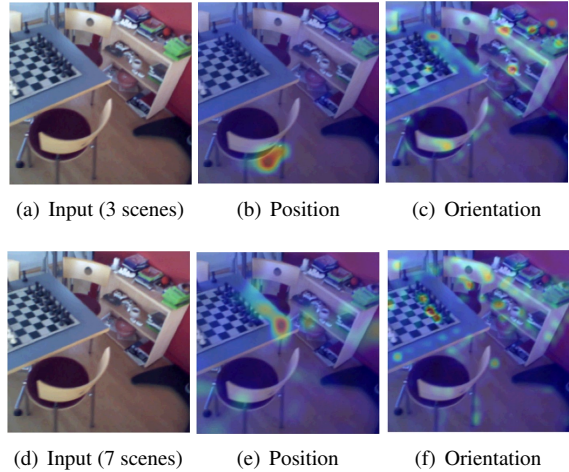 (a) Input (3 scenes) (b) Position (c) Orientation
(d) Input (7 scenes) (e) Position (f) Orientation